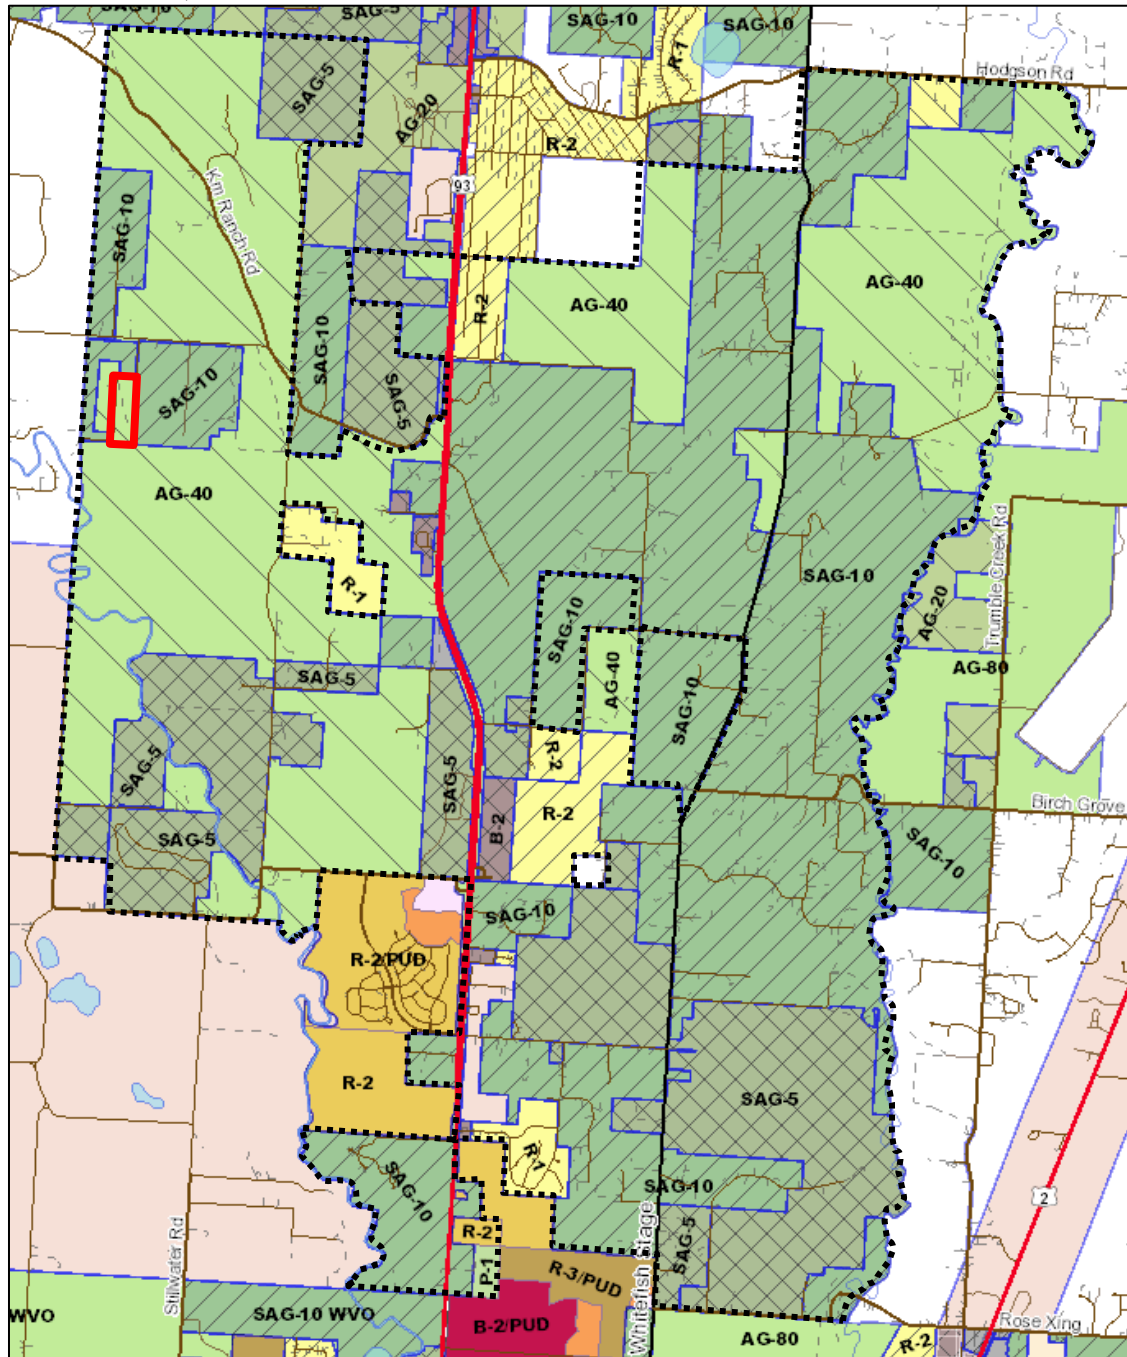 SAG-10
SAG-5
SAG-10
SAG-10
R-1
Hodgson Rd
SAG-5
AG-20
R-2
93
Km Ranch Rd
SAG-10
AG-40
R-2
AG-40
SAG-10
SAG-10
SAG-5
AG-40
Trumble Creek Rd
R-1
SAG-10
SAG-10
AG-20
AG-40
AG-80
SAG-5
SAG-10
R-2
SAG-5
SAG-5
B-2
R-2
Birch Grove
SAG-5
SAG-10
SAG-10
R-2/PUD
R-2
SAG-5
R-1
SAG-10
SAG-10
2
Stillwater Rd
R-2
SAG-5
Whitefish Stage
P-1
R-3/PUD
WVO
SAG-10 WVO
B-2/PUD
AG-80
R-2
Rose Xing